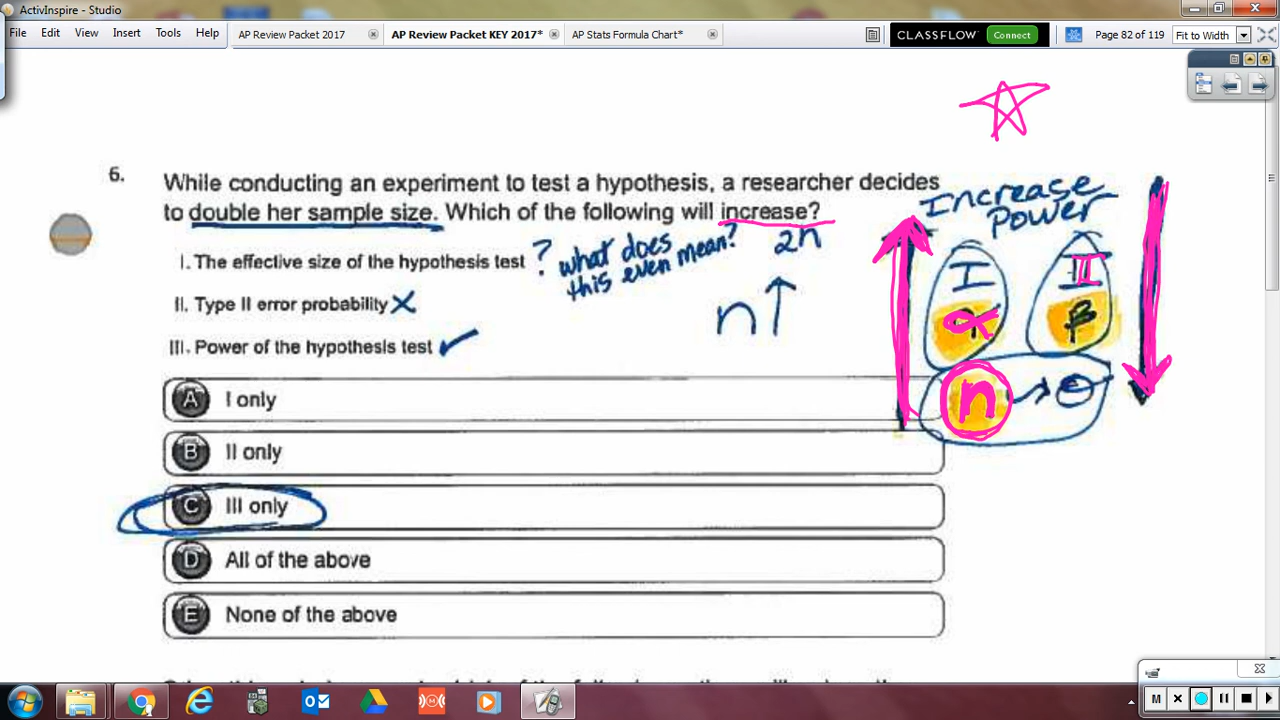 ActivInspire - Studio
File Edit View Insert Tools Help
AP Review Packet 2017
AP Review Packet KEY 2017*
AP Stats Formula Chart*
CLASSFLOW Connect
Page 82 of 119
Fit to Width
6.
While conducting an experiment to test a hypothesis, a researcher decides
to double her sample size. Which of the following will increase?
2n
I. The effective size of the hypothesis test ? what does
this even mean?
II. Type II error probability X
n↑
III. Power of the hypothesis test ✓
Increase
Power
I II
α β
n → θ
A I only
B II only
C III only
D All of the above
E None of the above
M